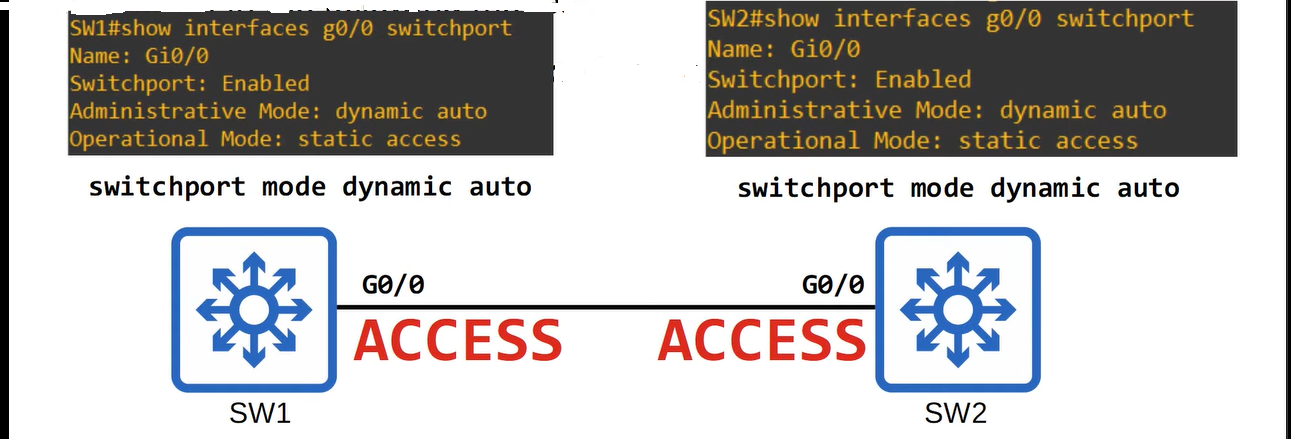 SW1#show interfaces g0/0 switchport
Name: Gi0/0
Switchport: Enabled
Administrative Mode: dynamic auto
Operational Mode: static access
SW2#show interfaces g0/0 switchport
Name: Gi0/0
Switchport: Enabled
Administrative Mode: dynamic auto
Operational Mode: static access
switchport mode dynamic auto
switchport mode dynamic auto
G0/0
G0/0
ACCESS
ACCESS
SW1
SW2